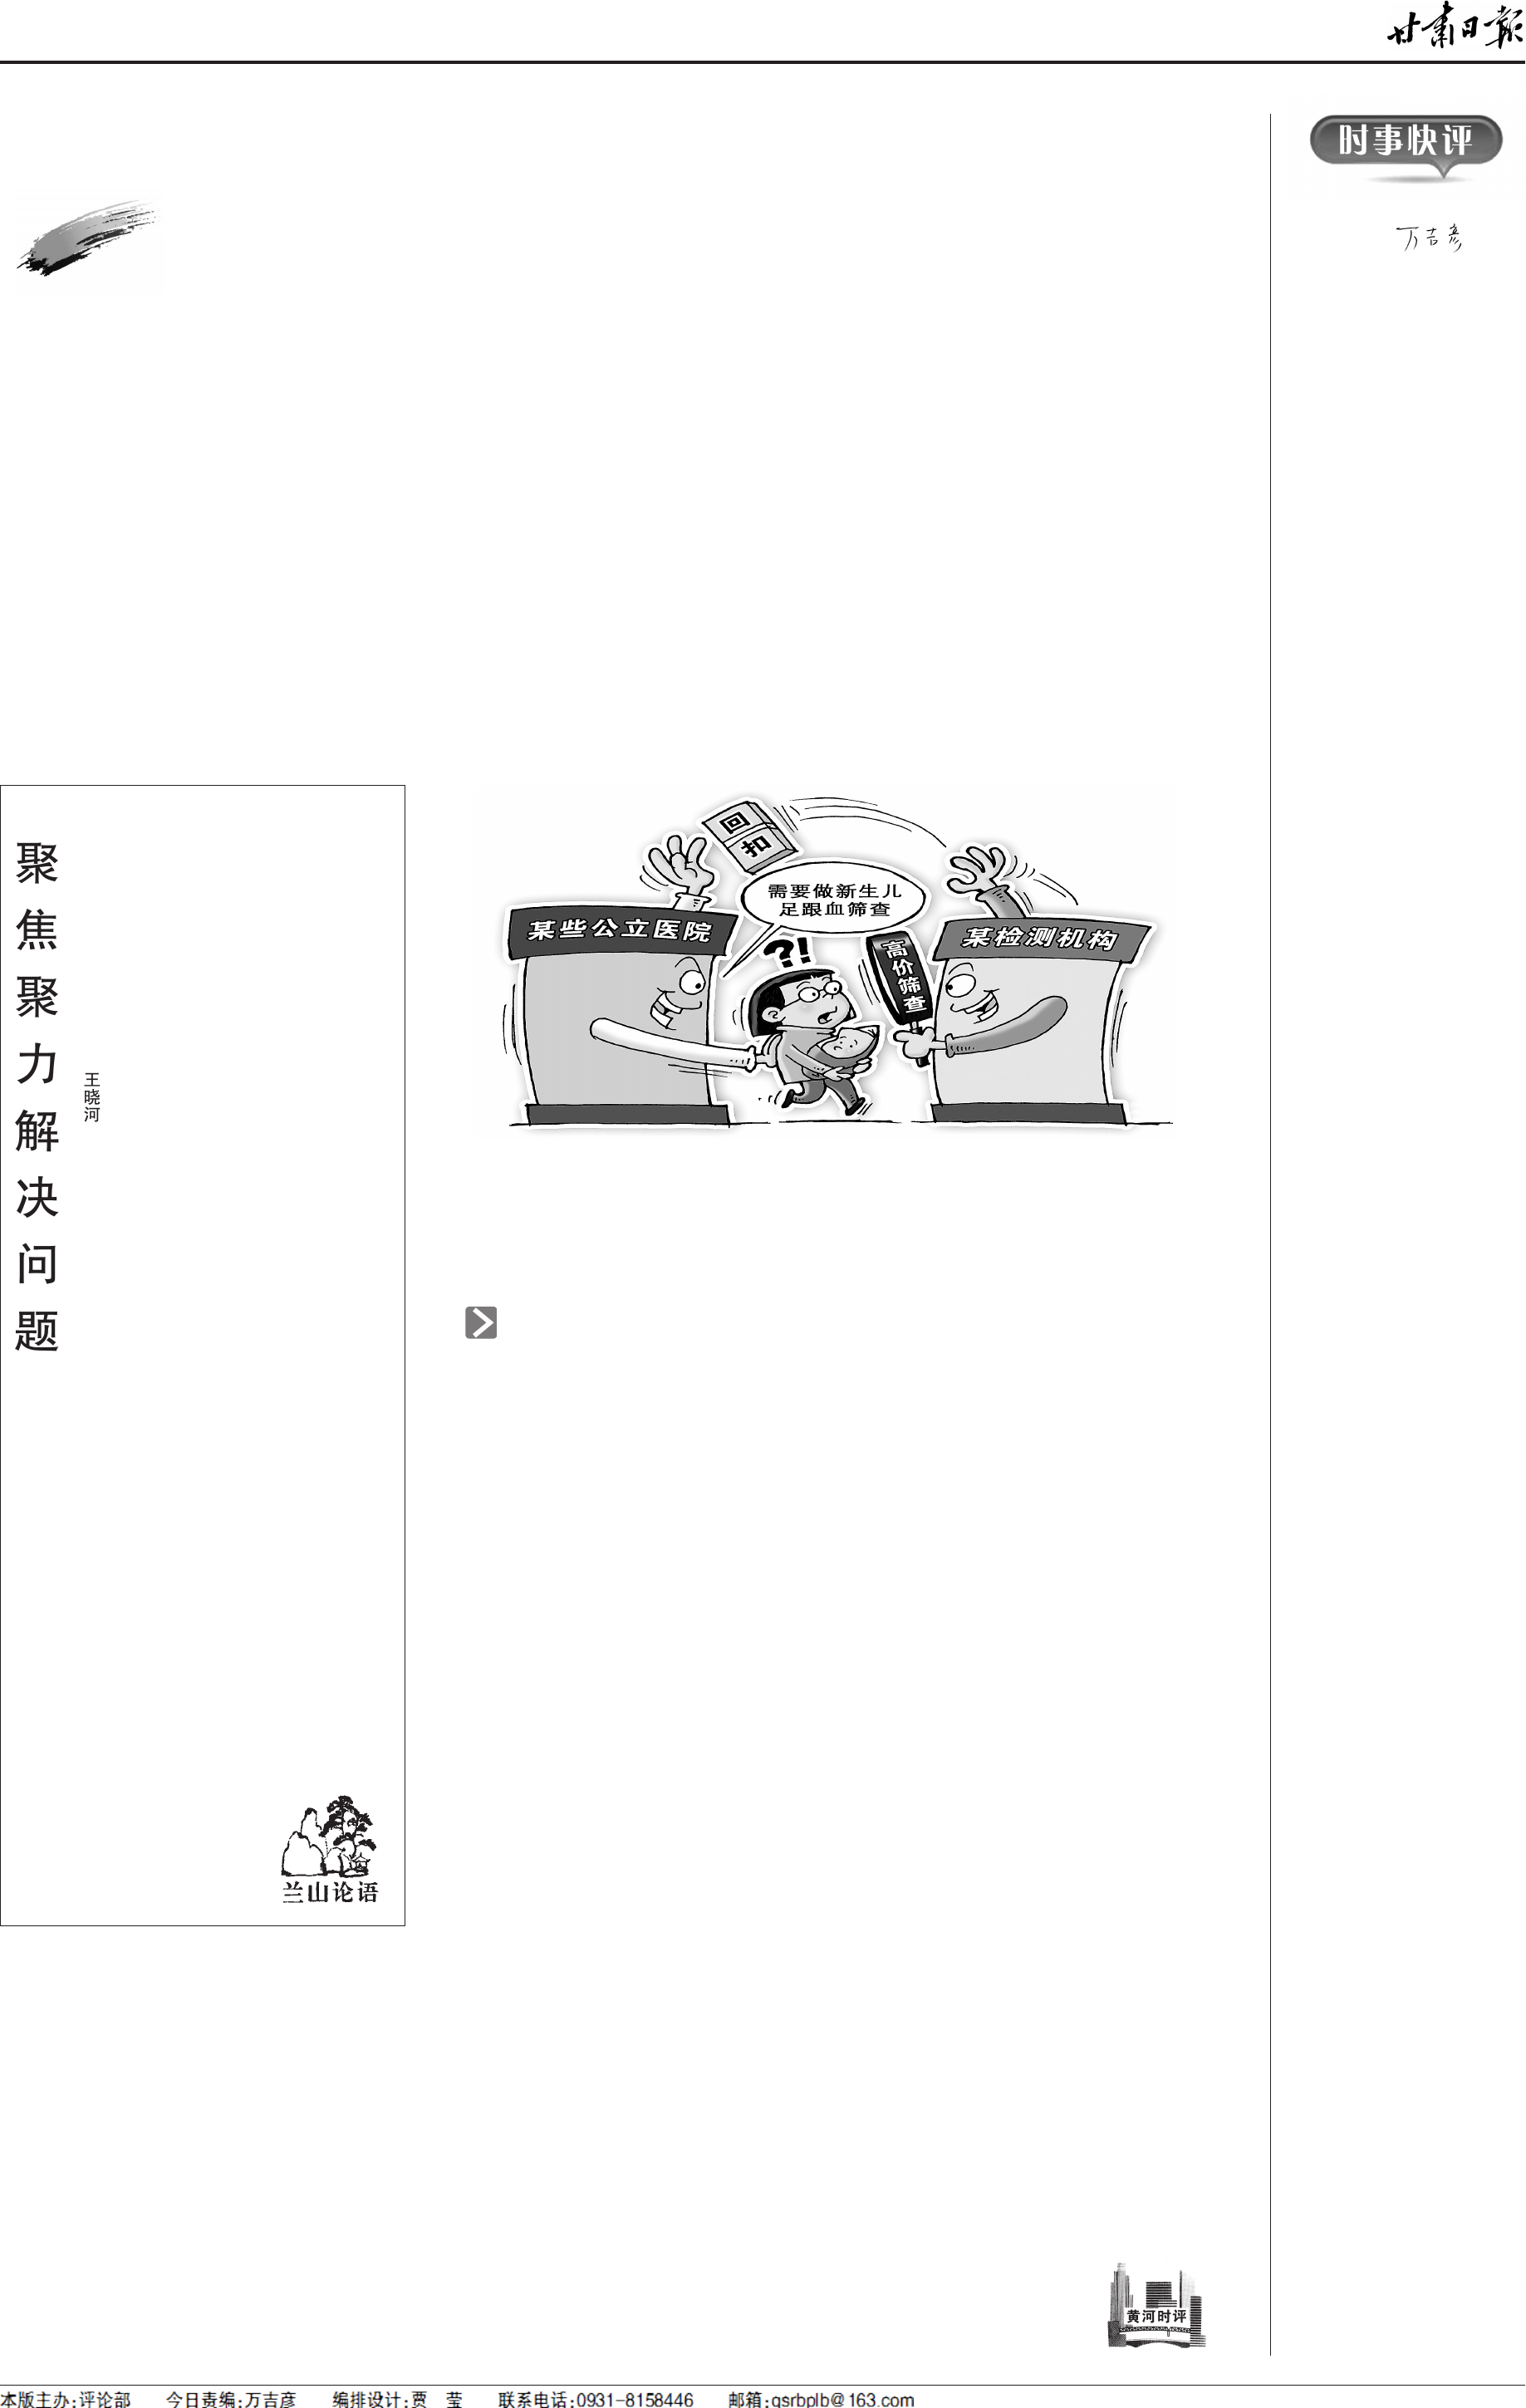 甘肃日报
时事快评
万吉彦
聚焦聚力解决问题
王晓河
回扣
需要做新生儿
足跟血筛查
某些公立医院
?!
高价筛查
某检测机构
兰山论语
黄河时评
本版主办:评论部 今日责编:万吉彦 编排设计:贾 莹 联系电话:0931-8158446 邮箱:gsrbplb@163.com